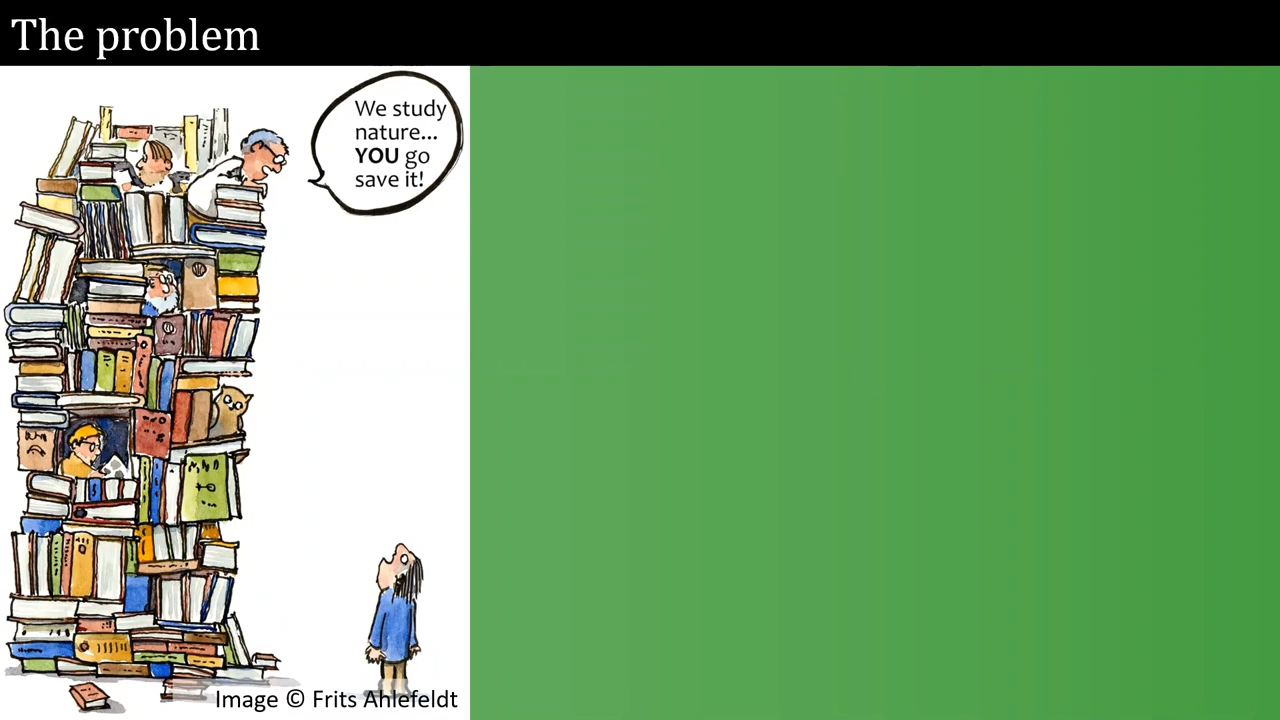 The problem
We study
nature...
YOU go
save it!
Image © Frits Ahlefeldt